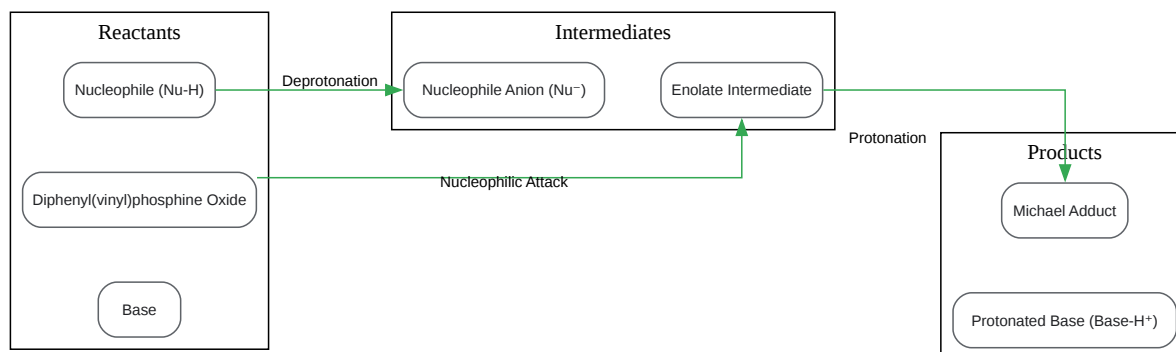 Reactants
Nucleophile (Nu-H)
Diphenyl(vinyl)phosphine Oxide
Base
Deprotonation
Nucleophilic Attack
Intermediates
Nucleophile Anion (Nu⁻)
Enolate Intermediate
Protonation
Products
Michael Adduct
Protonated Base (Base-H⁺)